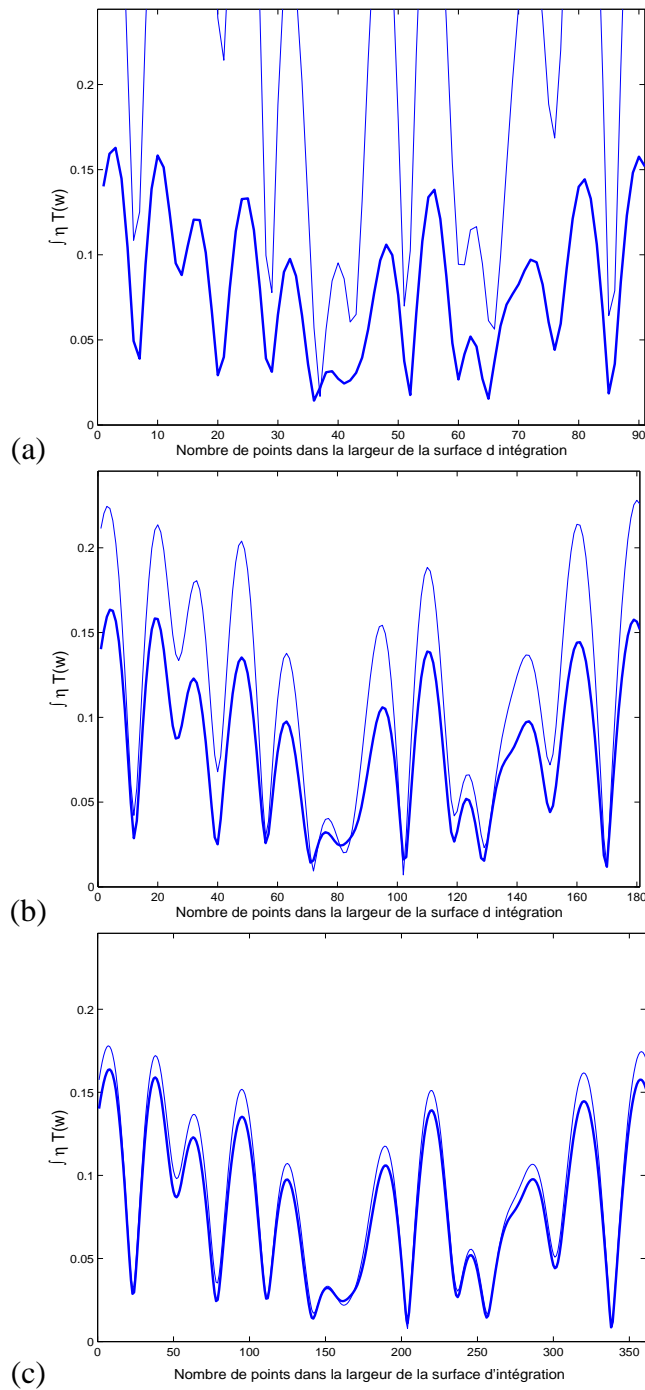 0.2
0.15
0.1
0.05
0
∫ η T(w)
0 10 20 30 40 50 60 70 80 90
(a) Nombre de points dans la largeur de la surface d intégration
0.2
0.15
0.1
0.05
0
∫ η T(w)
0 20 40 60 80 100 120 140 160 180
(b) Nombre de points dans la largeur de la surface d intégration
0.2
0.15
0.1
0.05
0
∫ η T(w)
0 50 100 150 200 250 300 350
(c) Nombre de points dans la largeur de la surface d'intégration